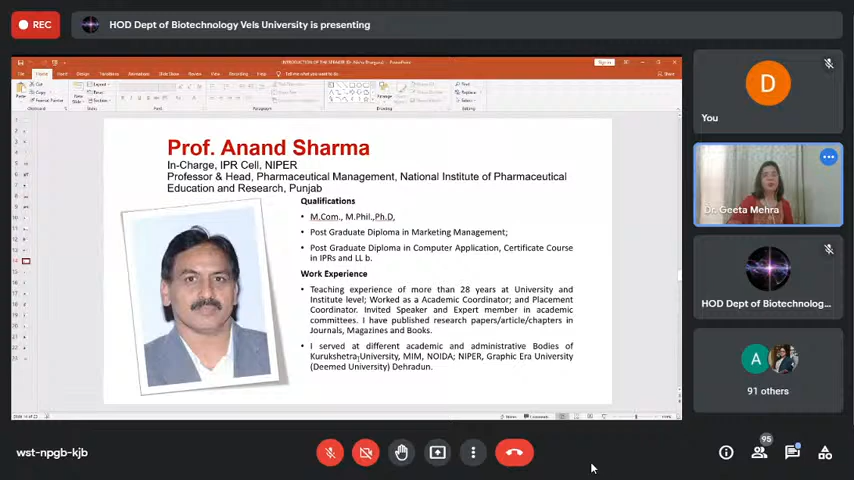 REC
HOD Dept of Biotechnology Vels University is presenting
Prof. Anand Sharma
In-Charge, IPR Cell, NIPER
Professor & Head, Pharmaceutical Management, National Institute of Pharmaceutical
Education and Research, Punjab
Qualifications
• M.Com., M.Phil.,Ph.D,
• Post Graduate Diploma in Marketing Management;
• Post Graduate Diploma in Computer Application, Certificate Course
in IPRs and LL b.
Work Experience
• Teaching experience of more than 28 years at University and
Institute level; Worked as a Academic Coordinator; and Placement
Coordinator. Invited Speaker and Expert member in academic
committees. I have published research papers/article/chapters in
Journals, Magazines and Books.
• I served at different academic and administrative Bodies of
Kurukshetra University, MIM, NOIDA; NIPER, Graphic Era University
(Deemed University) Dehradun.
D
You
Dr. Geeta Mehra
HOD Dept of Biotechnolog...
A
91 others
wst-npgb-kjb
95